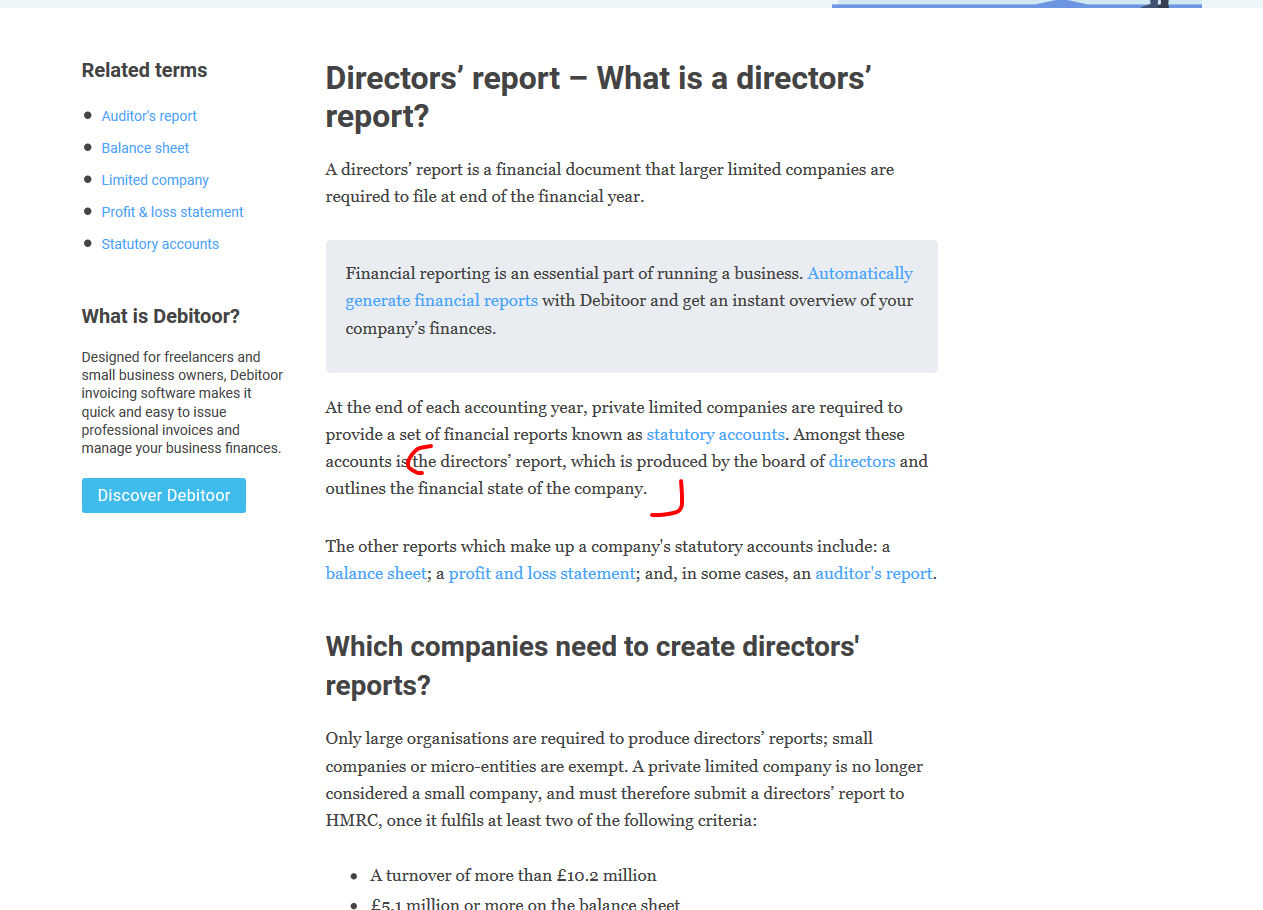 Related terms
Auditor's report
Balance sheet
Limited company
Profit & loss statement
Statutory accounts
What is Debitoor?
Designed for freelancers and
small business owners, Debitoor
invoicing software makes it
quick and easy to issue
professional invoices and
manage your business finances.
Discover Debitoor
Directors’ report – What is a directors’
report?
A directors’ report is a financial document that larger limited companies are
required to file at end of the financial year.
Financial reporting is an essential part of running a business. Automatically
generate financial reports with Debitoor and get an instant overview of your
company’s finances.
At the end of each accounting year, private limited companies are required to
provide a set of financial reports known as statutory accounts. Amongst these
accounts is the directors’ report, which is produced by the board of directors and
outlines the financial state of the company.
The other reports which make up a company's statutory accounts include: a
balance sheet; a profit and loss statement; and, in some cases, an auditor's report.
Which companies need to create directors'
reports?
Only large organisations are required to produce directors’ reports; small
companies or micro-entities are exempt. A private limited company is no longer
considered a small company, and must therefore submit a directors’ report to
HMRC, once it fulfils at least two of the following criteria:
• A turnover of more than £10.2 million
• £5.1 million or more on the balance sheet